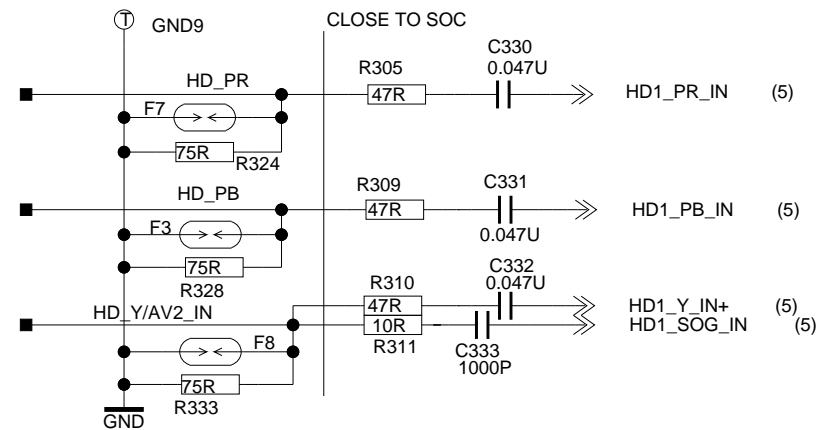 T GND9 CLOSE TO SOC
C330
R305 0.047U
HD_PR
47R HD1_PR_IN (5)
F7
75R
R324
R309 C331
HD_PB
47R HD1_PB_IN (5)
F3 0.047U
75R
R328 R310 C332
0.047U
HD_Y/AV2_IN 47R HD1_Y_IN+ (5)
10R HD1_SOG_IN (5)
F8 R311 C333
1000P
75R
R333
GND